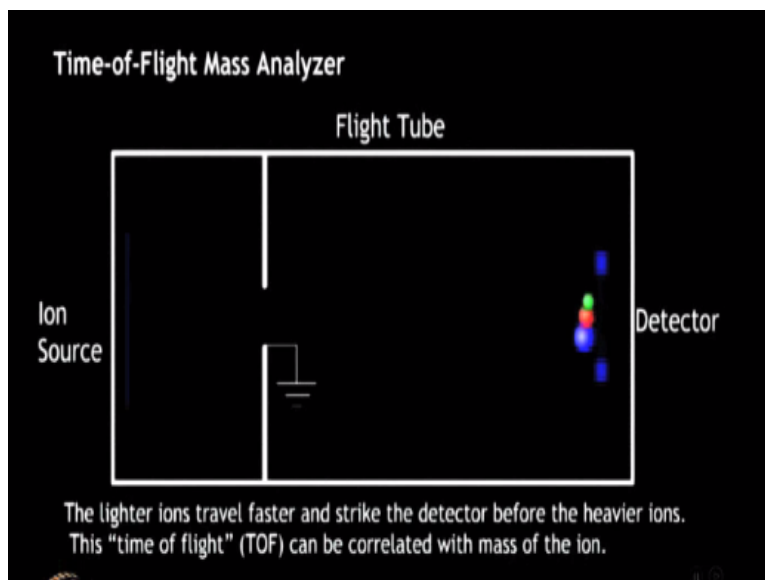 Time-of-Flight Mass Analyzer
Flight Tube
Ion
Source
Detector
The lighter ions travel faster and strike the detector before the heavier ions.
This “time of flight” (TOF) can be correlated with mass of the ion.